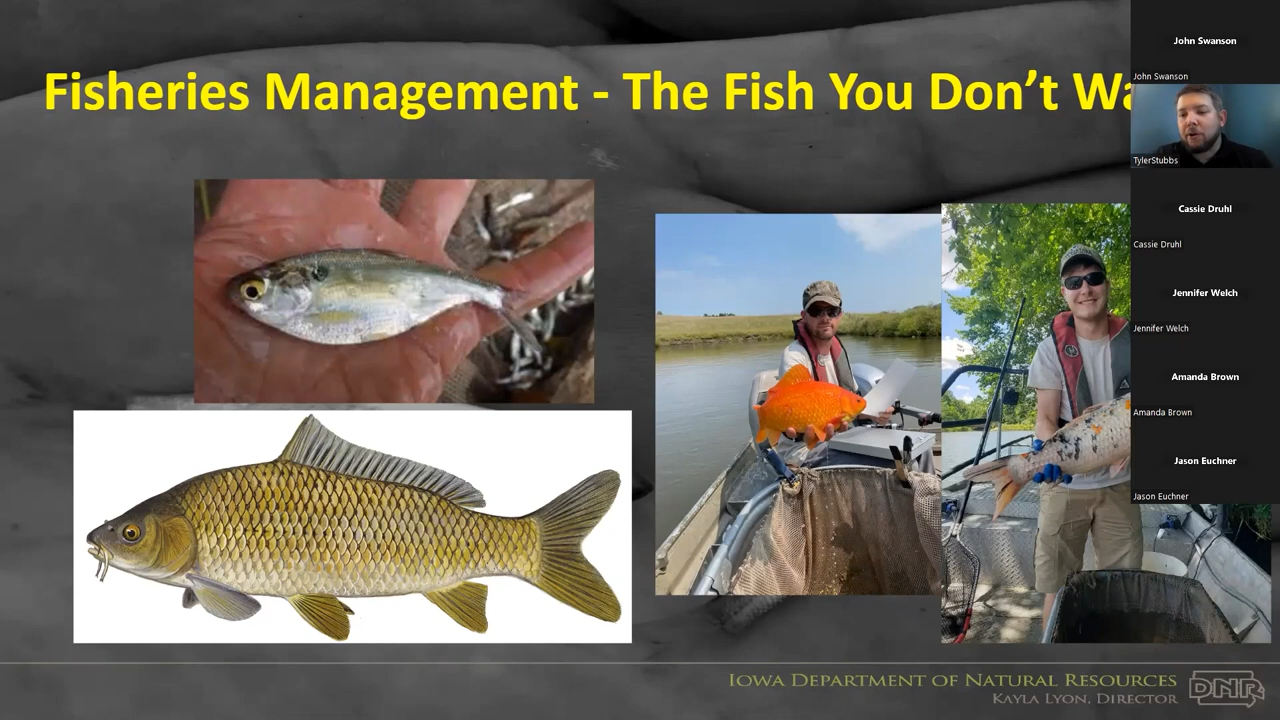 Fisheries Management - The Fish You Don’t Wa
John Swanson
John Swanson
TylerStubbs
Cassie Druhl
Cassie Druhl
Jennifer Welch
Jennifer Welch
Amanda Brown
Amanda Brown
Jason Euchner
Jason Euchner
IOWA DEPARTMENT OF NATURAL RESOURCES
KAYLA LYON, DIRECTOR
DNR